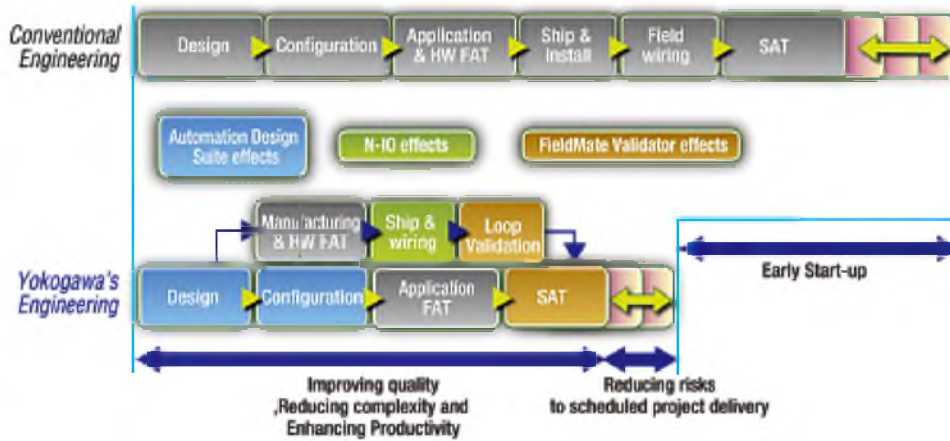 Conventional
Engineering
Design
Configuration
Application
& HW FAT
Ship &
Install
Field
wiring
SAT
Automation Design
Suite effects
N-IO effects
FieldMate Validator effects
Manufacturing
& HW FAT
Ship &
wiring
Loop
Validation
Early Start-up
Yokogawa's
Engineering
Design
Configuration
Application
FAT
SAT
Improving quality
,Reducing complexity and
Enhancing Productivity
Reducing risks
to scheduled project delivery